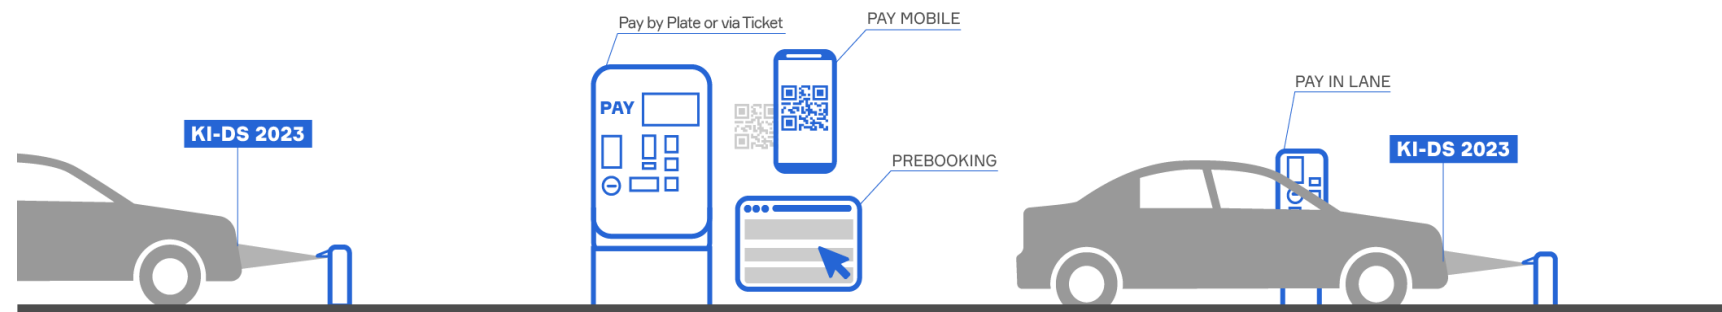 KI-DS 2023
Pay by Plate or via Ticket
PAY
PAY MOBILE
PREBOOKING
PAY IN LANE
KI-DS 2023